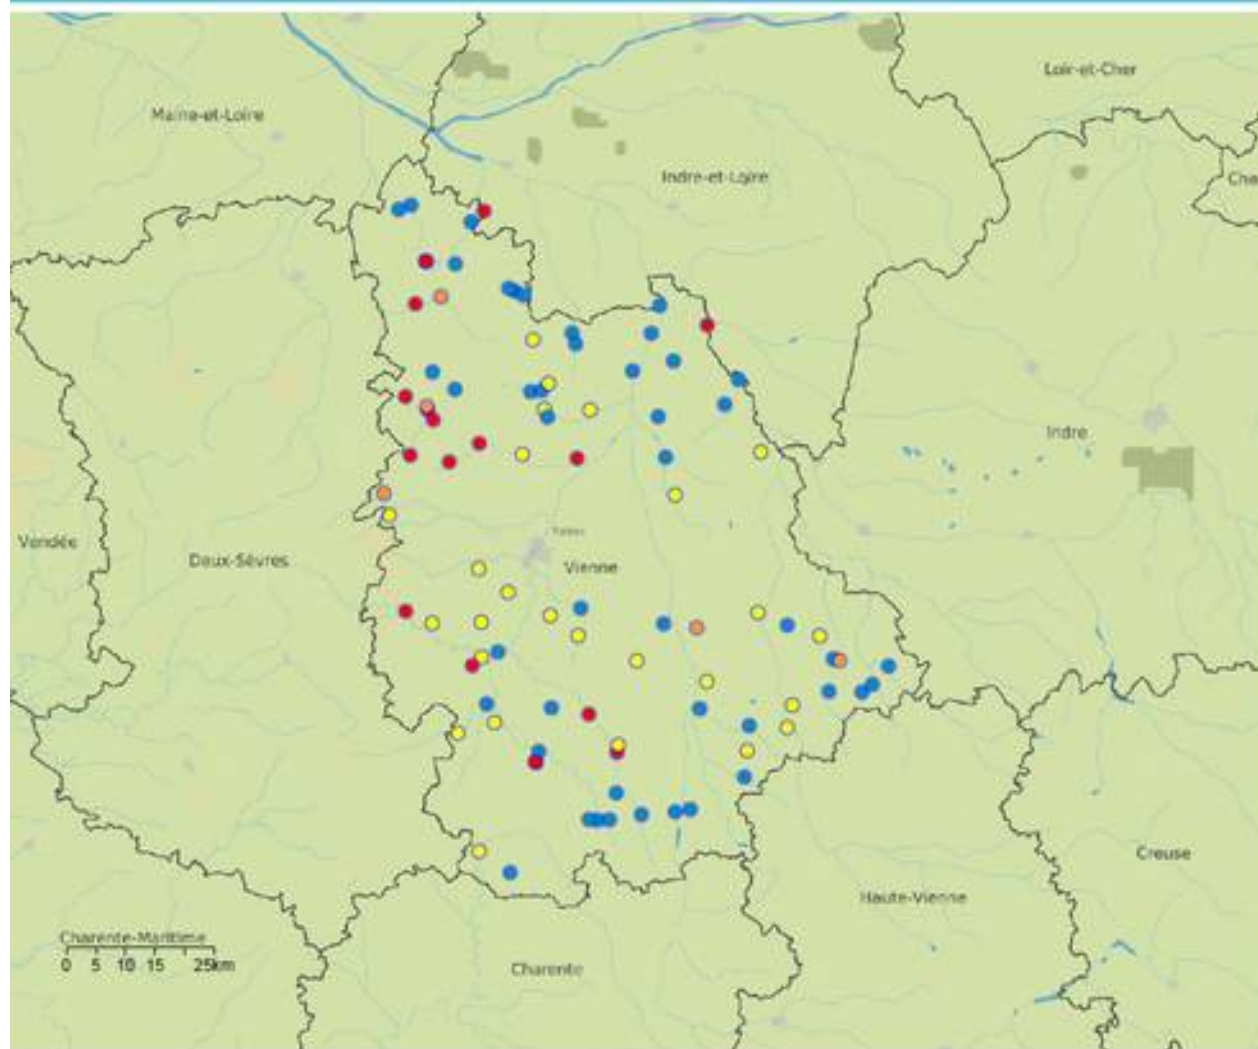 Loir-et-Cher
Maine-et-Loire
Indre-et-Loire
Che
Indre
Vendée
Deux-Sèvres
Vienne
Creuse
Haute-Vienne
Charente-Maritime
0 5 10 15 25km
Charente